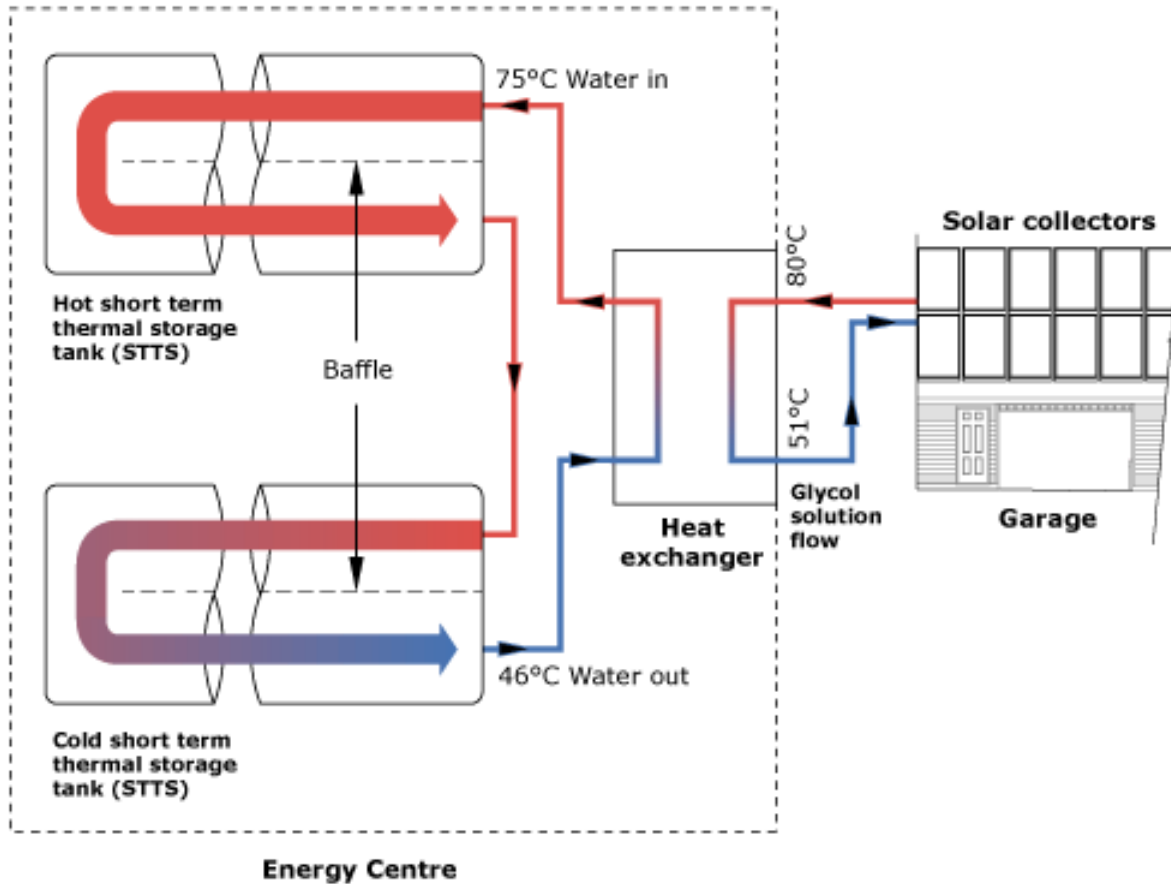 75°C Water in
Hot short term
thermal storage
tank (STTS)
Baffle
80°C
Solar collectors
51°C
Heat
exchanger
Glycol
solution
flow
Garage
46°C Water out
Cold short term
thermal storage
tank (STTS)
Energy Centre